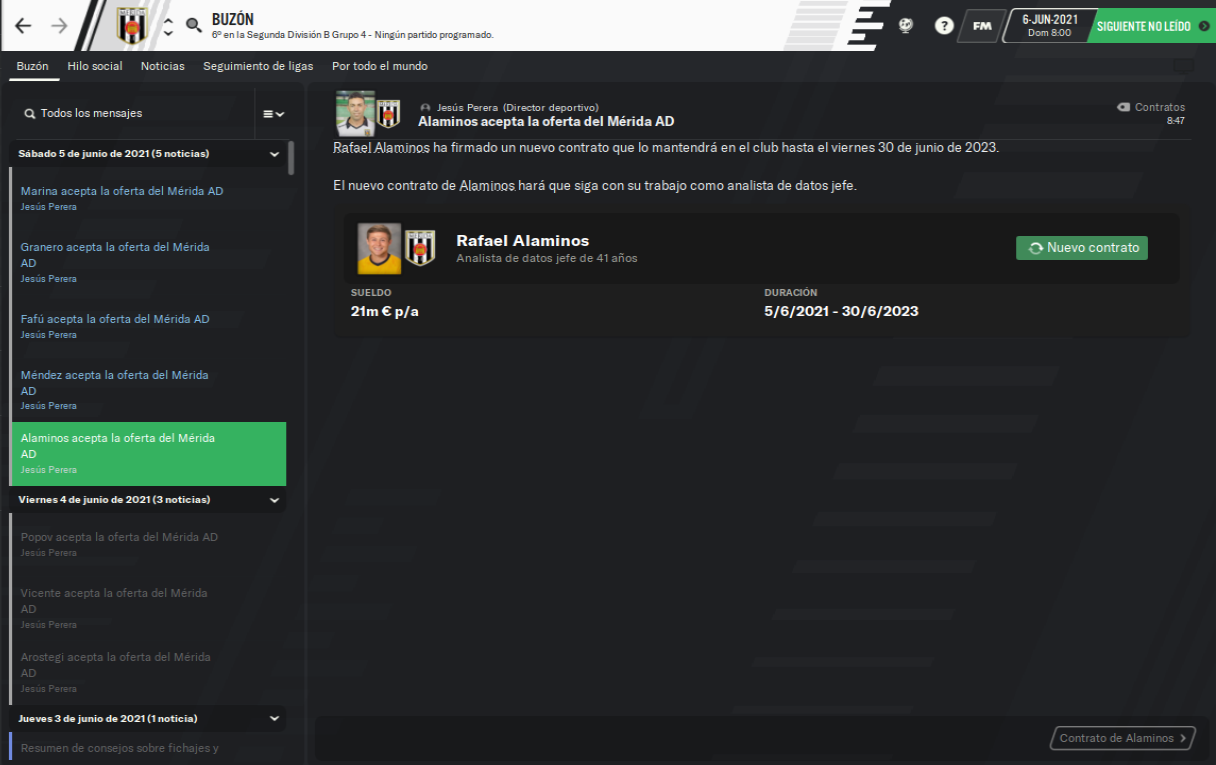 BUZÓN
6º en la Segunda División B Grupo 4 - Ningún partido programado.
?
FM
6-JUN-2021
Dom 8:00
SIGUIENTE NO LEÍDO
Buzón
Hilo social
Noticias
Seguimiento de ligas
Por todo el mundo
Todos los mensajes
Sábado 5 de junio de 2021 (5 noticias)
Marina acepta la oferta del Mérida AD
Jesús Perera
Granero acepta la oferta del Mérida
AD
Jesús Perera
Fafú acepta la oferta del Mérida AD
Jesús Perera
Méndez acepta la oferta del Mérida
AD
Jesús Perera
Alaminos acepta la oferta del Mérida
AD
Jesús Perera
Viernes 4 de junio de 2021 (3 noticias)
Popov acepta la oferta del Mérida AD
Jesús Perera
Vicente acepta la oferta del Mérida
AD
Jesús Perera
Arostegi acepta la oferta del Mérida
AD
Jesús Perera
Jueves 3 de junio de 2021 (1 noticia)
Resumen de consejos sobre fichajes y
Jesús Perera (Director deportivo)
Alaminos acepta la oferta del Mérida AD
Contratos
8:47
Rafael Alaminos ha firmado un nuevo contrato que lo mantendrá en el club hasta el viernes 30 de junio de 2023.
El nuevo contrato de Alaminos hará que siga con su trabajo como analista de datos jefe.
Rafael Alaminos
Analista de datos jefe de 41 años
Nuevo contrato
SUELDO
21m € p/a
DURACIÓN
5/6/2021 - 30/6/2023
Contrato de Alaminos